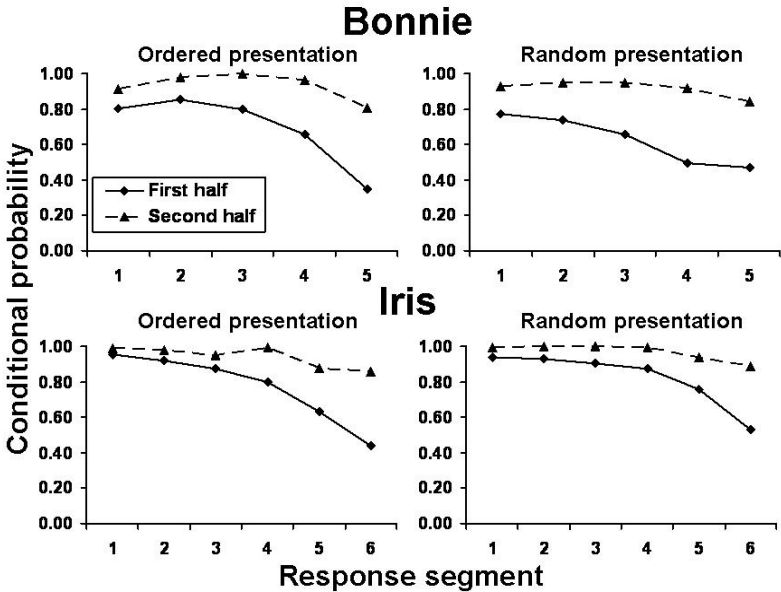 Bonnie
Ordered presentation
1.00
0.80
0.60
0.40
0.20
0.00
First half
Second half
1 2 3 4 5
Random presentation
1.00
0.80
0.60
0.40
0.20
0.00
1 2 3 4 5
Conditional probability
Iris
Ordered presentation
1.00
0.80
0.60
0.40
0.20
0.00
1 2 3 4 5 6
Random presentation
1.00
0.80
0.60
0.40
0.20
0.00
1 2 3 4 5 6
Response segment